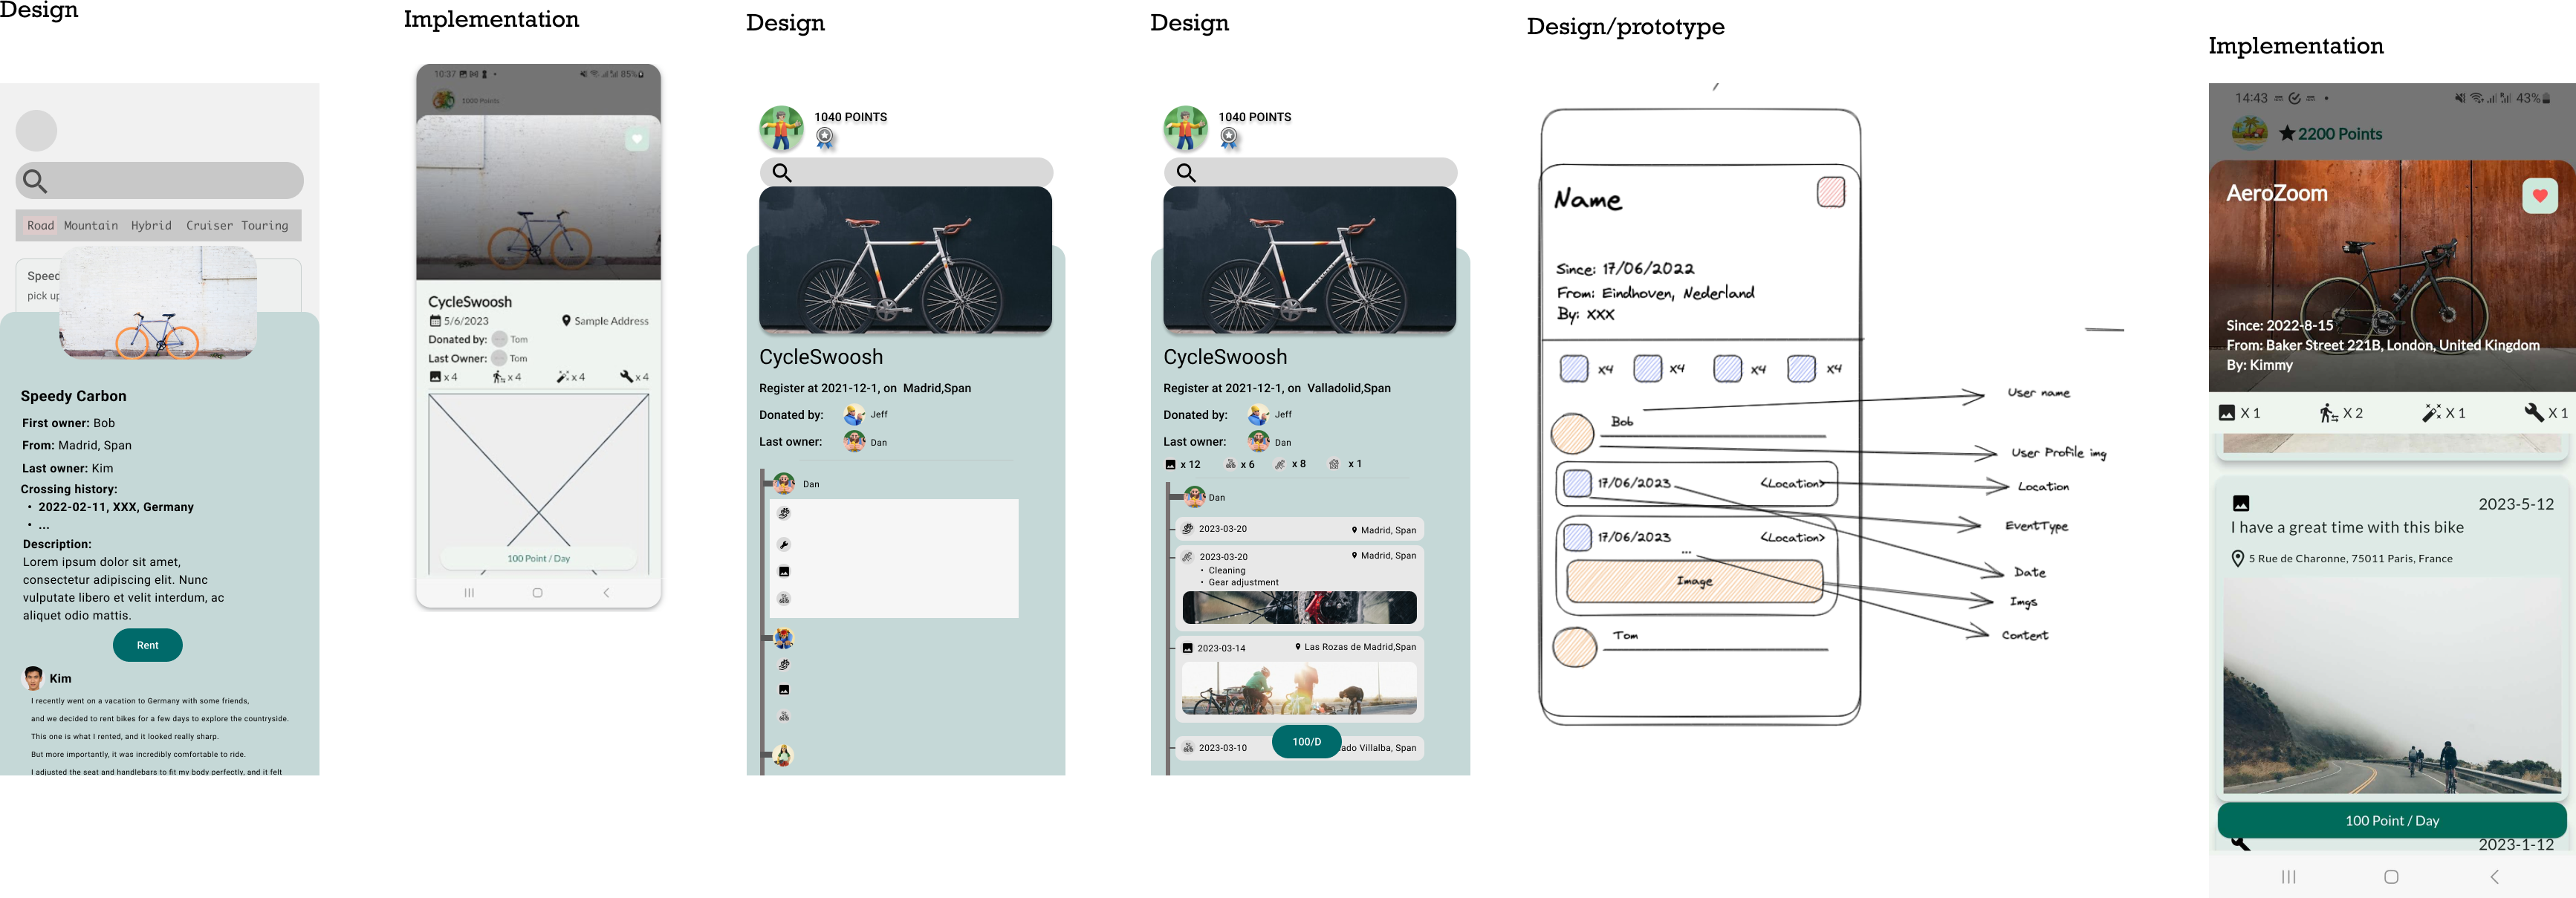 Design
Road Mountain Hybrid Cruiser Touring
Speed
pick up
Speedy Carbon
First owner: Bob
From: Madrid, Span
Last owner: Kim
Crossing history:
• 2022-02-11, XXX, Germany
• ...
Description:
Lorem ipsum dolor sit amet,
consectetur adipiscing elit. Nunc
vulputate libero et velit interdum, ac
aliquet odio mattis.
Rent
Kim
I recently went on a vacation to Germany with some friends,
and we decided to rent bikes for a few days to explore the countryside.
This one is what I rented, and it looked really sharp.
But more importantly, it was incredibly comfortable to ride.
I adjusted the seat and handlebars to fit my body perfectly, and it felt
Implementation
10:37 85%
1000 Points
CycleSwoosh
5/6/2023 Sample Address
Donated by: Tom
Last Owner: Tom
x 4 x 4 x 4 x 4
100 Point / Day
Design
1040 POINTS
CycleSwoosh
Register at 2021-12-1, on Madrid,Span
Donated by: Jeff
Last owner: Dan
Dan
Design
1040 POINTS
CycleSwoosh
Register at 2021-12-1, on Valladolid,Span
Donated by: Jeff
Last owner: Dan
x 12 x 6 x 8 x 1
Dan
2023-03-20 Madrid, Span
2023-03-20 Madrid, Span
• Cleaning
• Gear adjustment
2023-03-14 Las Rozas de Madrid,Span
2023-03-10 ado Villalba, Span
100/D
Design/prototype
Name
Since: 17/06/2022
From: Eindhoven, Nederland
By: XXX
x4 x4 x4 x4
Bob
17/06/2023 <Location>
17/06/2023 <Location>
...
Image
Tom
User name
User Profile img
Location
EventType
Date
Imgs
Content
Implementation
14:43 43%
2200 Points
AeroZoom
Since: 2022-8-15
From: Baker Street 221B, London, United Kingdom
By: Kimmy
X 1 X 2 X 1 X 1
2023-5-12
I have a great time with this bike
5 Rue de Charonne, 75011 Paris, France
100 Point / Day
2023-1-12